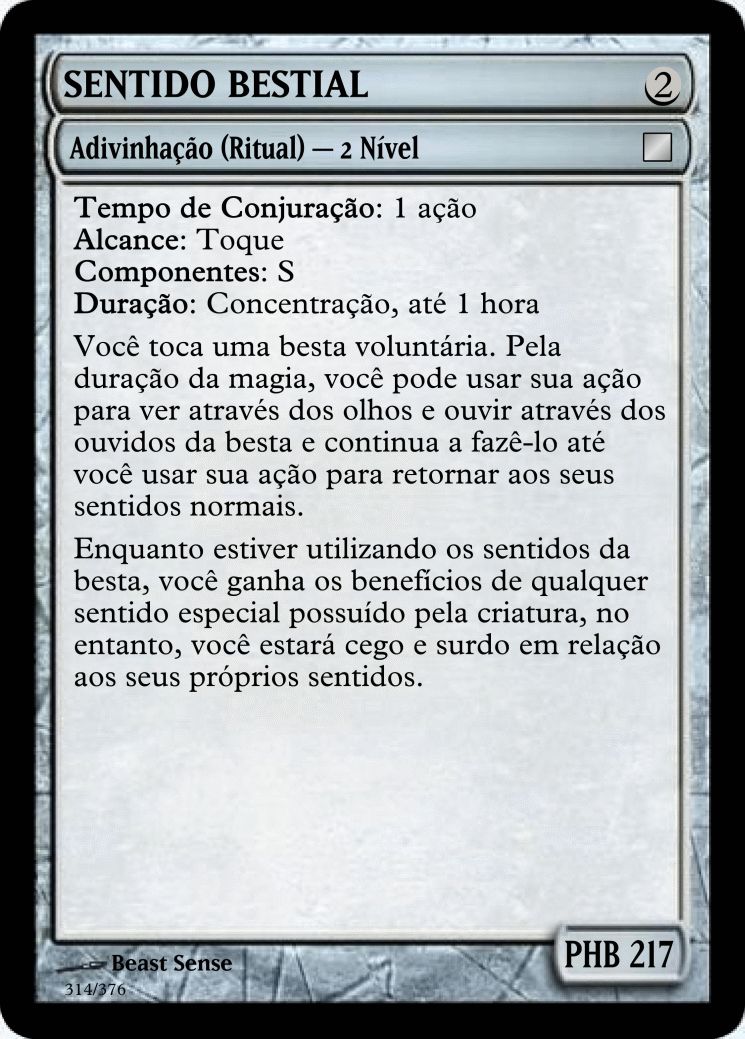 SENTIDO BESTIAL
2
Adivinhação (Ritual) — 2 Nível
Tempo de Conjuração: 1 ação
Alcance: Toque
Componentes: S
Duração: Concentração, até 1 hora
Você toca uma besta voluntária. Pela
duração da magia, você pode usar sua ação
para ver através dos olhos e ouvir através dos
ouvidos da besta e continua a fazê-lo até
você usar sua ação para retornar aos seus
sentidos normais.
Enquanto estiver utilizando os sentidos da
besta, você ganha os benefícios de qualquer
sentido especial possuído pela criatura, no
entanto, você estará cego e surdo em relação
aos seus próprios sentidos.
PHB 217
Beast Sense
314/376